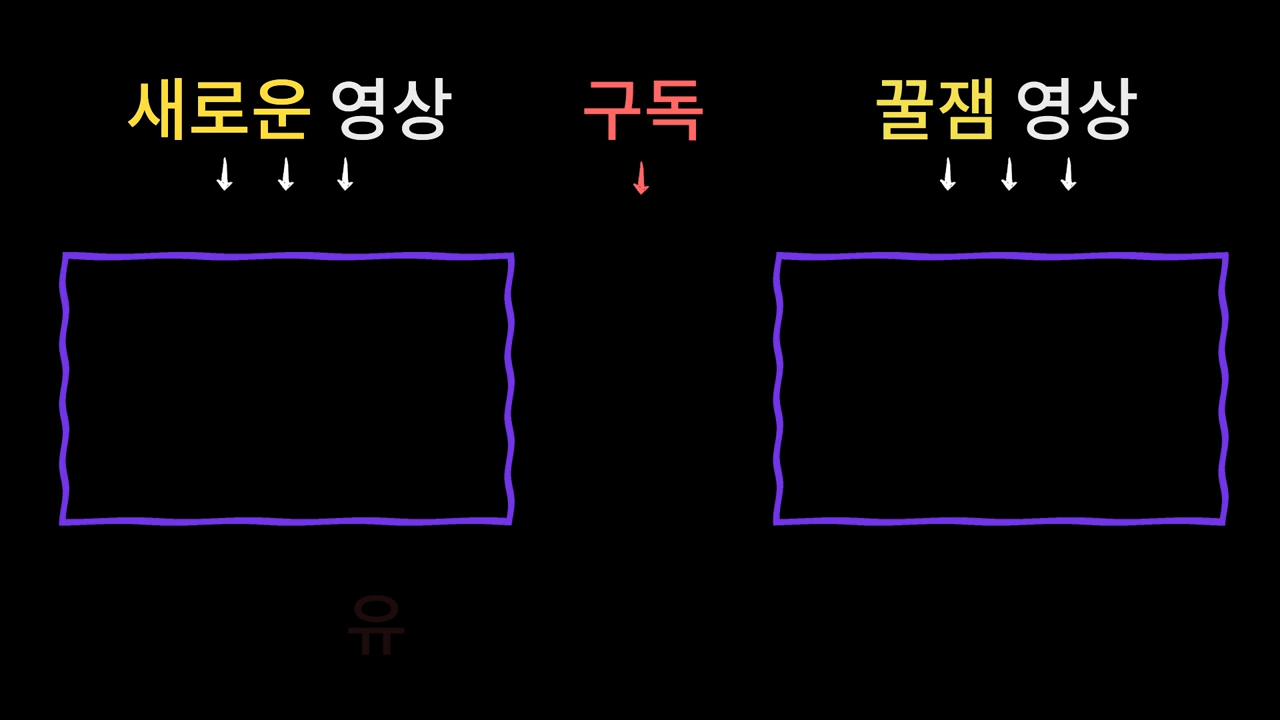 새로운 영상
구독
꿀잼 영상
유